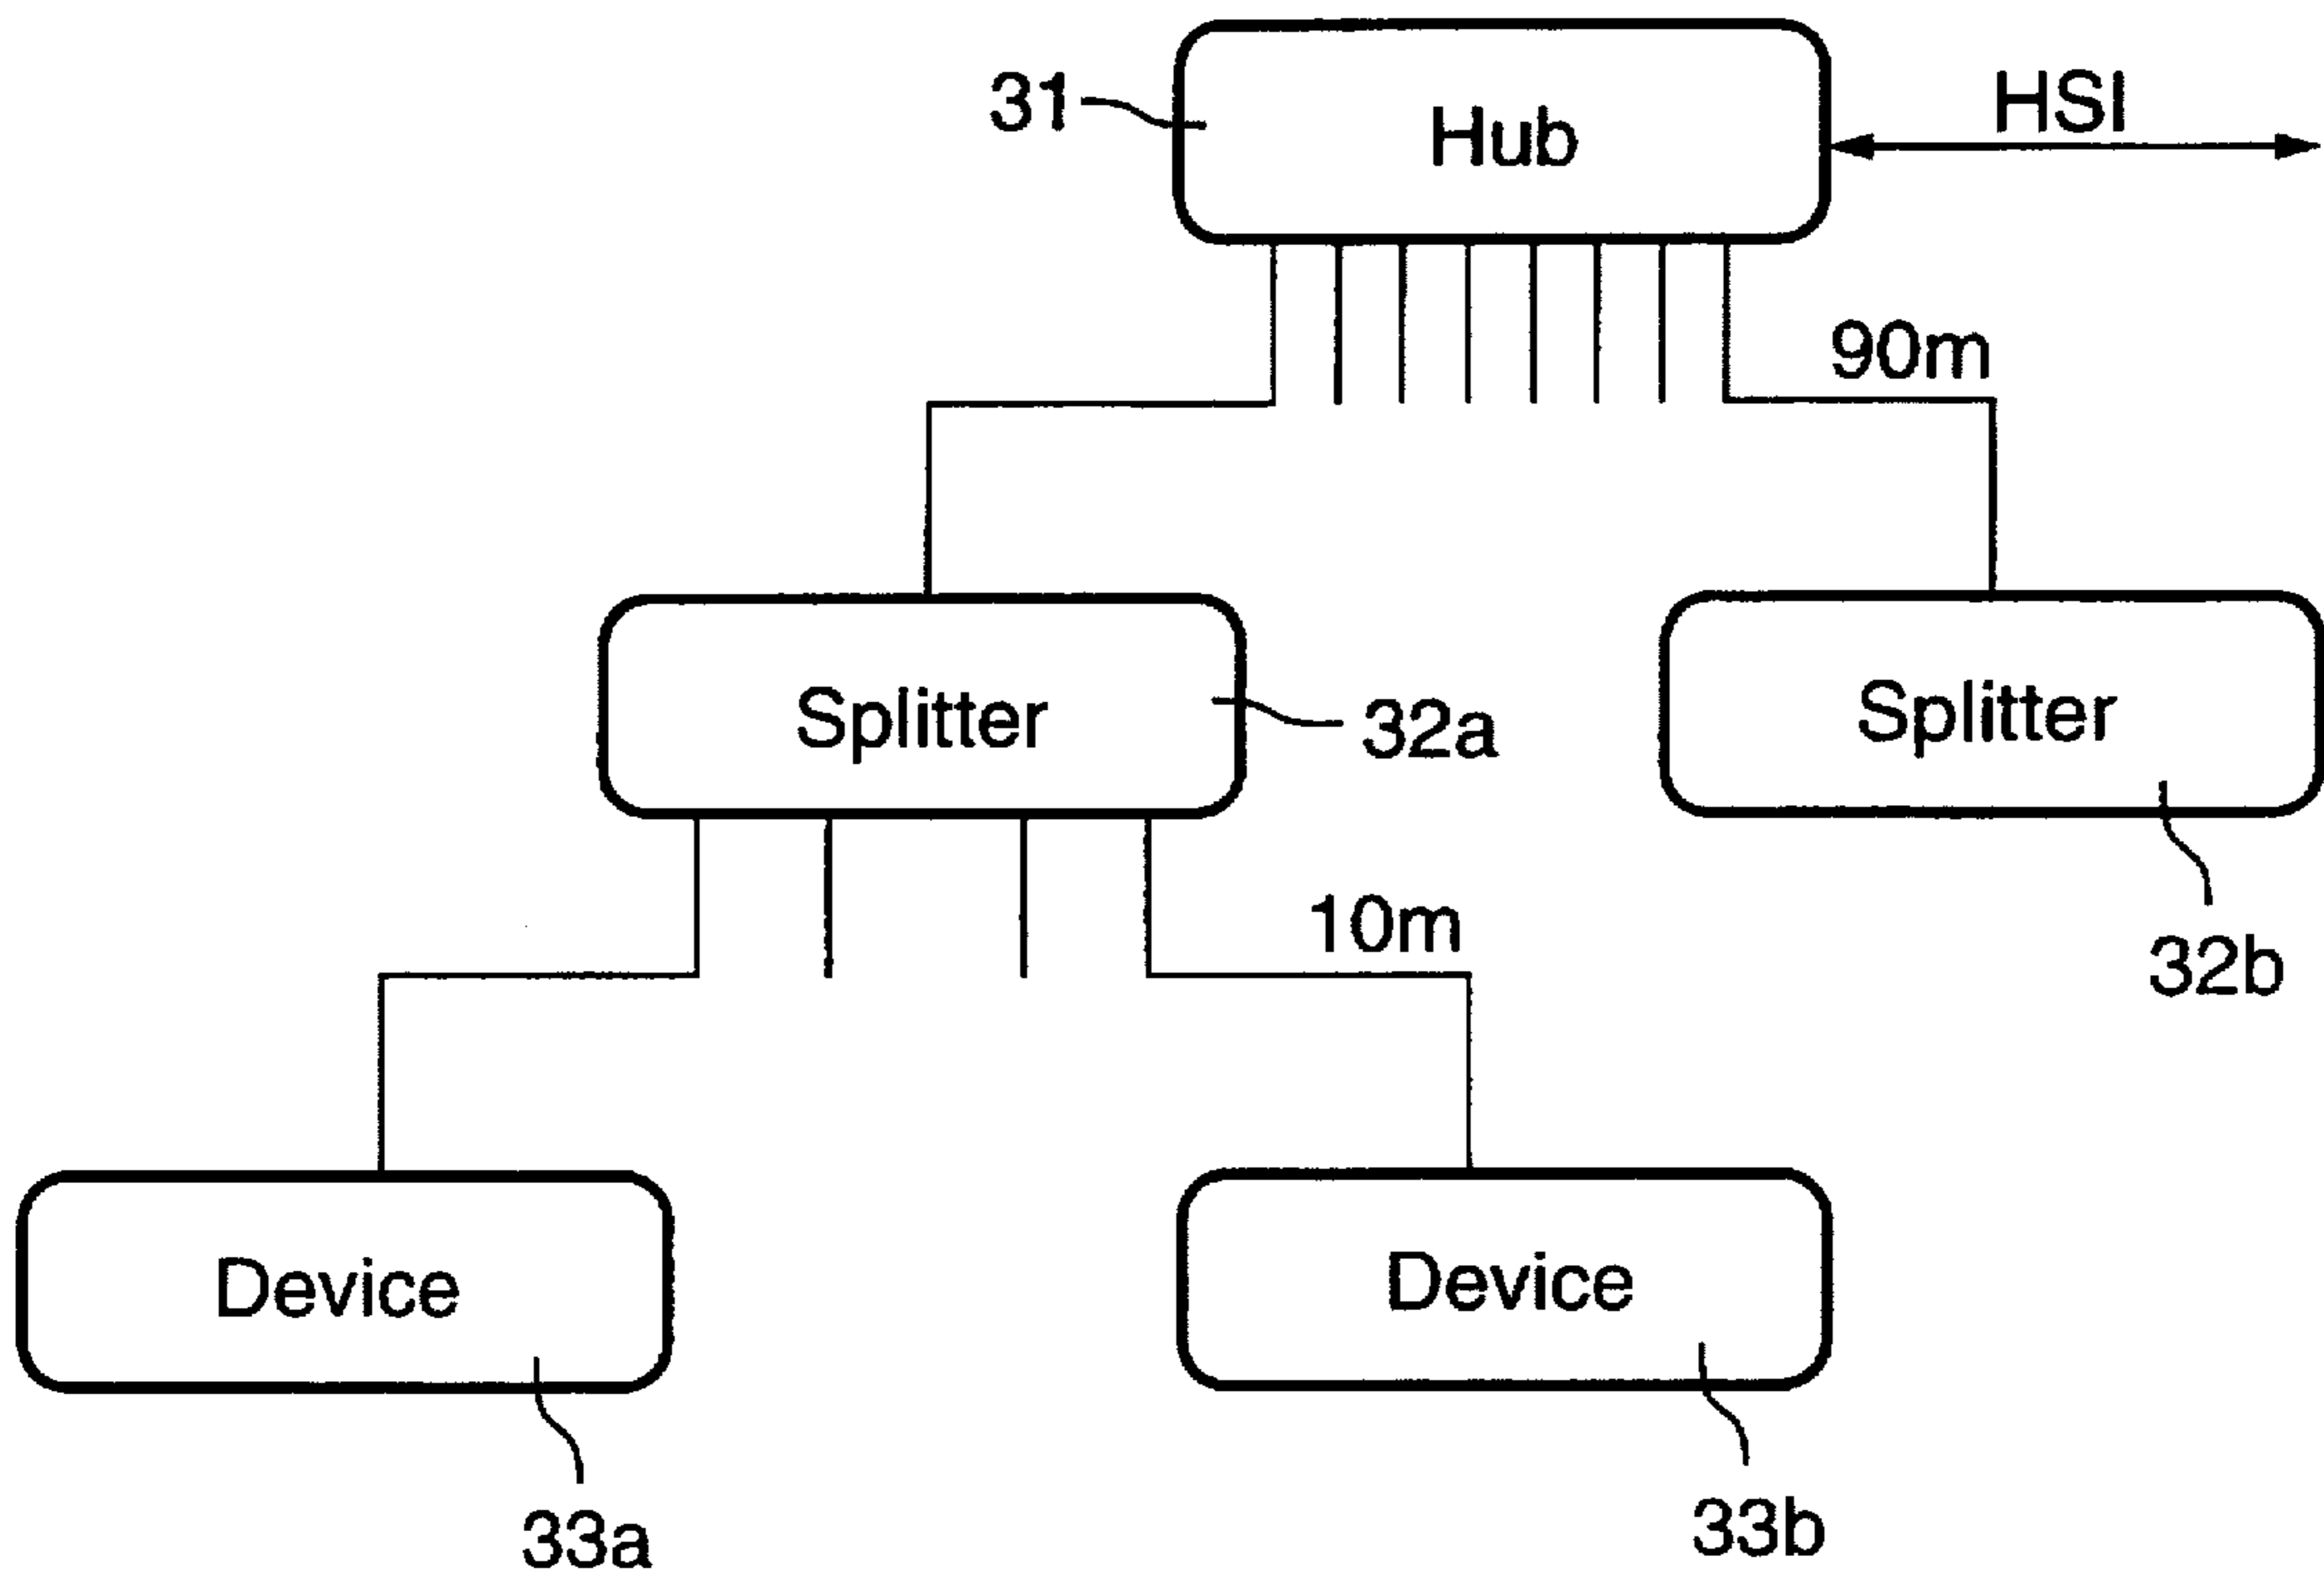 31
Hub
HSI
90m
Splitter
32a
Splitter
32b
10m
Device
33a
Device
33b